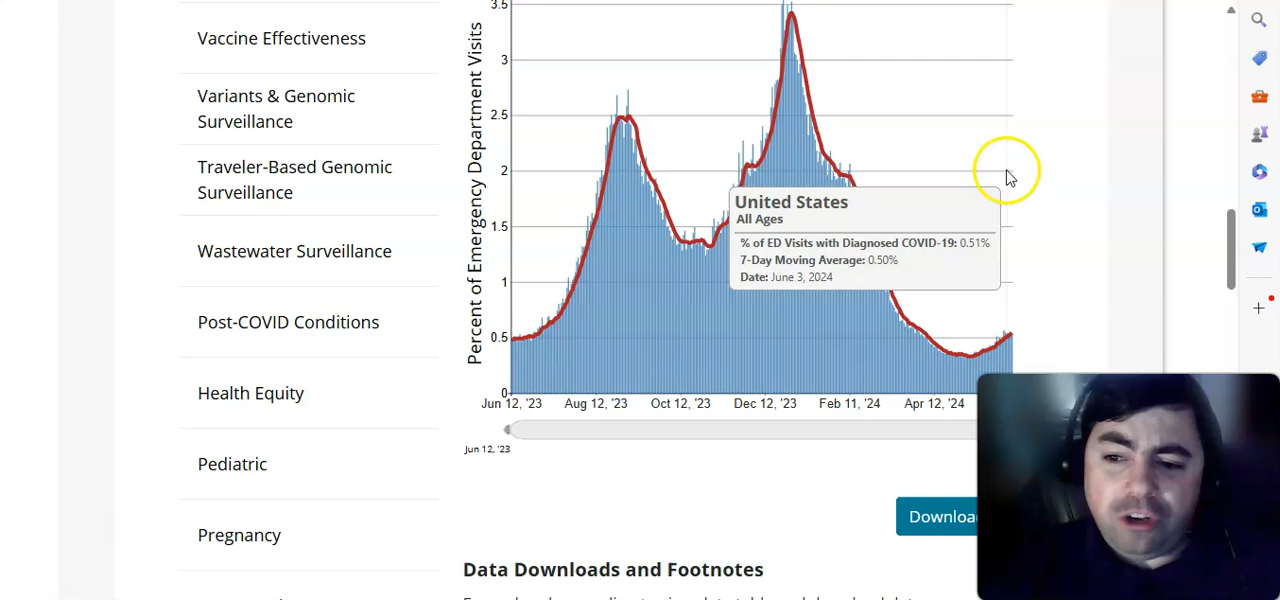 Vaccine Effectiveness
Variants & Genomic
Surveillance
Traveler-Based Genomic
Surveillance
Wastewater Surveillance
Post-COVID Conditions
Health Equity
Pediatric
Pregnancy
Percent of Emergency Department Visits
3.5
3
2.5
2
1.5
1
0.5
0
United States
All Ages
% of ED Visits with Diagnosed COVID-19: 0.51%
7-Day Moving Average: 0.50%
Date: June 3, 2024
Jun 12, '23
Aug 12, '23
Oct 12, '23
Dec 12, '23
Feb 11, '24
Apr 12, '24
Jun 12, '23
Data Downloads and Footnotes